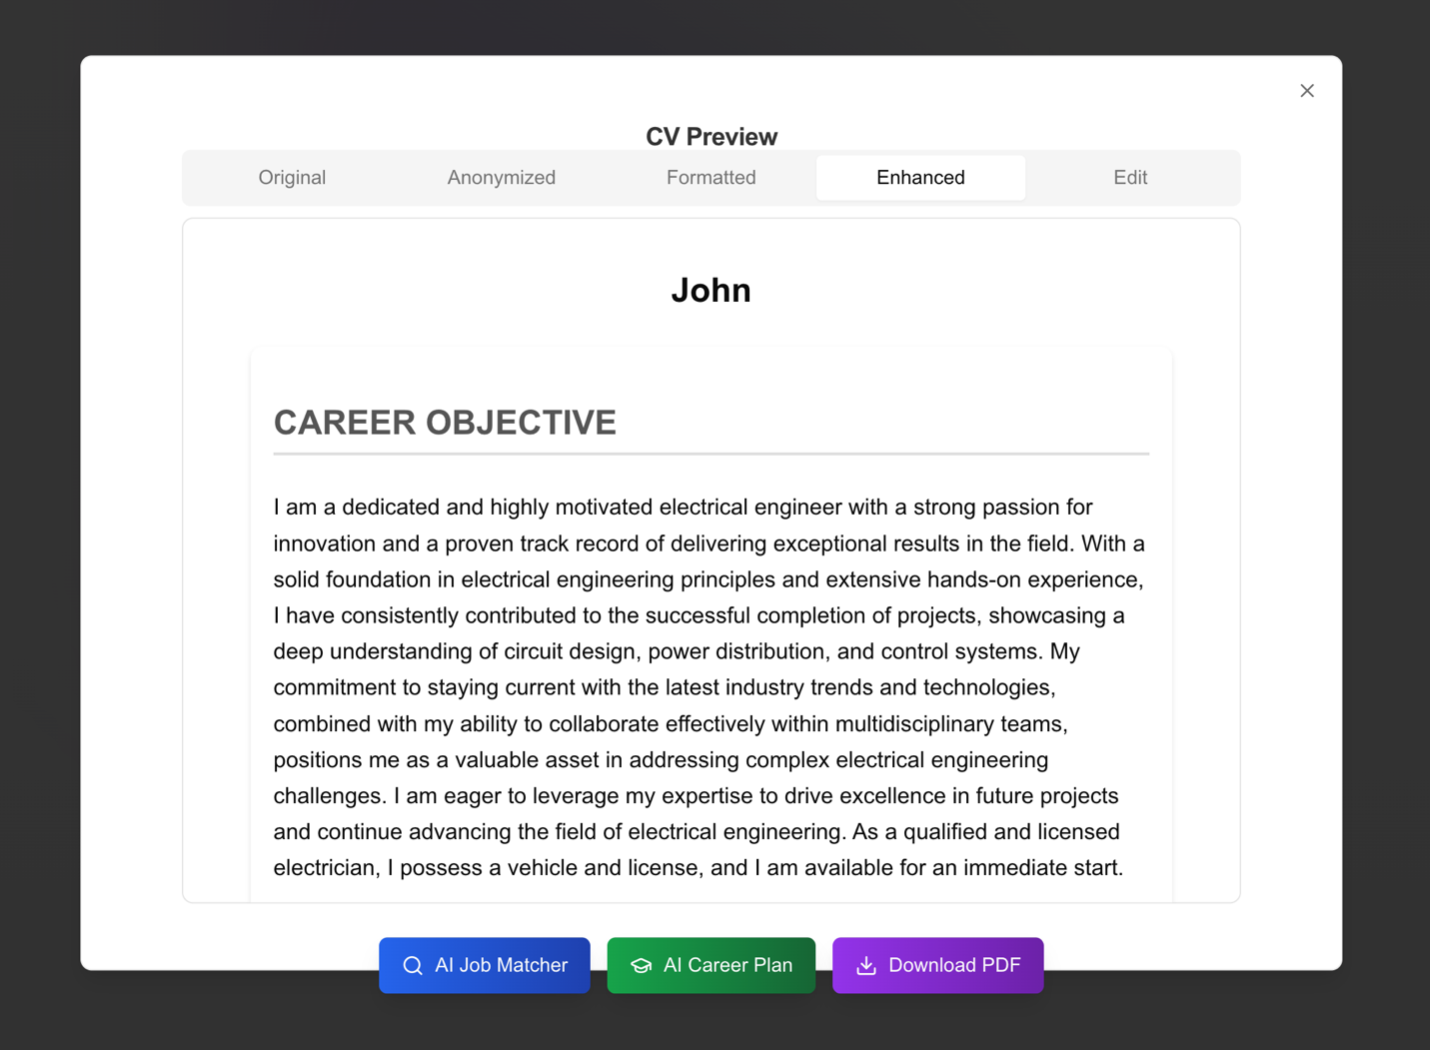 CV Preview
Original
Anonymized
Formatted
Enhanced
Edit
John
CAREER OBJECTIVE
I am a dedicated and highly motivated electrical engineer with a strong passion for
innovation and a proven track record of delivering exceptional results in the field. With a
solid foundation in electrical engineering principles and extensive hands-on experience,
I have consistently contributed to the successful completion of projects, showcasing a
deep understanding of circuit design, power distribution, and control systems. My
commitment to staying current with the latest industry trends and technologies,
combined with my ability to collaborate effectively within multidisciplinary teams,
positions me as a valuable asset in addressing complex electrical engineering
challenges. I am eager to leverage my expertise to drive excellence in future projects
and continue advancing the field of electrical engineering. As a qualified and licensed
electrician, I possess a vehicle and license, and I am available for an immediate start.
AI Job Matcher
AI Career Plan
Download PDF